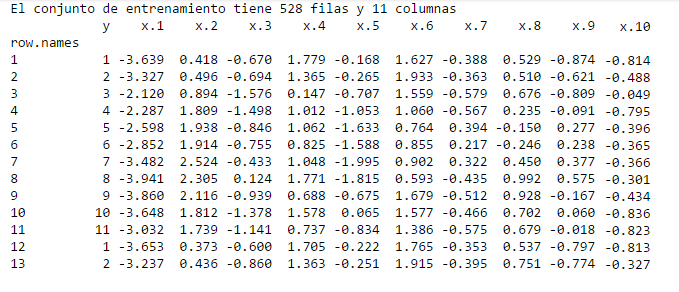 El conjunto de entrenamiento tiene 528 filas y 11 columnas
y x.1 x.2 x.3 x.4 x.5 x.6 x.7 x.8 x.9 x.10
row.names
1 1 -3.639 0.418 -0.670 1.779 -0.168 1.627 -0.388 0.529 -0.874 -0.814
2 2 -3.327 0.496 -0.694 1.365 -0.265 1.933 -0.363 0.510 -0.621 -0.488
3 3 -2.120 0.894 -1.576 0.147 -0.707 1.559 -0.579 0.676 -0.809 -0.049
4 4 -2.287 1.809 -1.498 1.012 -1.053 1.060 -0.567 0.235 -0.091 -0.795
5 5 -2.598 1.938 -0.846 1.062 -1.633 0.764 0.394 -0.150 0.277 -0.396
6 6 -2.852 1.914 -0.755 0.825 -1.588 0.855 0.217 -0.246 0.238 -0.365
7 7 -3.482 2.524 -0.433 1.048 -1.995 0.902 0.322 0.450 0.377 -0.366
8 8 -3.941 2.305 0.124 1.771 -1.815 0.593 -0.435 0.992 0.575 -0.301
9 9 -3.860 2.116 -0.939 0.688 -0.675 1.679 -0.512 0.928 -0.167 -0.434
10 10 -3.648 1.812 -1.378 1.578 0.065 1.577 -0.466 0.702 0.060 -0.836
11 11 -3.032 1.739 -1.141 0.737 -0.834 1.386 -0.575 0.679 -0.018 -0.823
12 1 -3.653 0.373 -0.600 1.705 -0.222 1.765 -0.353 0.537 -0.797 -0.813
13 2 -3.237 0.436 -0.860 1.363 -0.251 1.915 -0.395 0.751 -0.774 -0.327